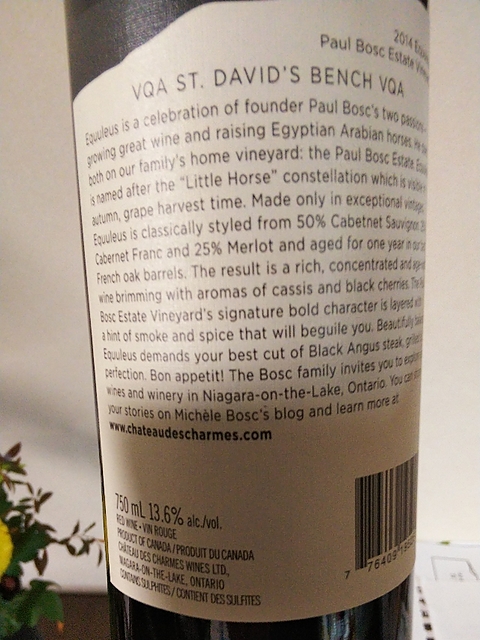 2014
Paul Bosc Estate
VQA ST. DAVID'S BENCH VQA
Equuleus is a celebration of founder Paul Bosc's two
growing great wine and raising Egyptian Arabian horses.
both on our family's home vineyard: the Paul Bosc Estate.
is named after the "Little Horse" constellation which is
autumn, grape harvest time. Made only in exceptional
Equuleus is classically styled from 50% Cabetnet Sauvignon,
Cabernet Franc and 25% Merlot and aged for one year in
French oak barrels. The result is a rich, concentrated and
wine brimming with aromas of cassis and black cherries. The
Bosc Estate Vineyard's signature bold character is layered
a hint of smoke and spice that will beguile you. Beautifully
Equuleus demands your best cut of Black Angus steak,
perfection. Bon appetit! The Bosc family invites you to
wines and winery in Niagara-on-the-Lake, Ontario. You can
your stories on Michèle Bosc's blog and learn more at
www.chateaudescharmes.com
750 mL 13.6% alc./vol.
RED WINE • VIN ROUGE
PRODUCT OF CANADA / PRODUIT DU CANADA
CHÂTEAU DES CHARMES WINES LTD.,
NIAGARA-ON-THE-LAKE, ONTARIO
CONTAINS SULPHITES / CONTIENT DES SULFITES
7 76409